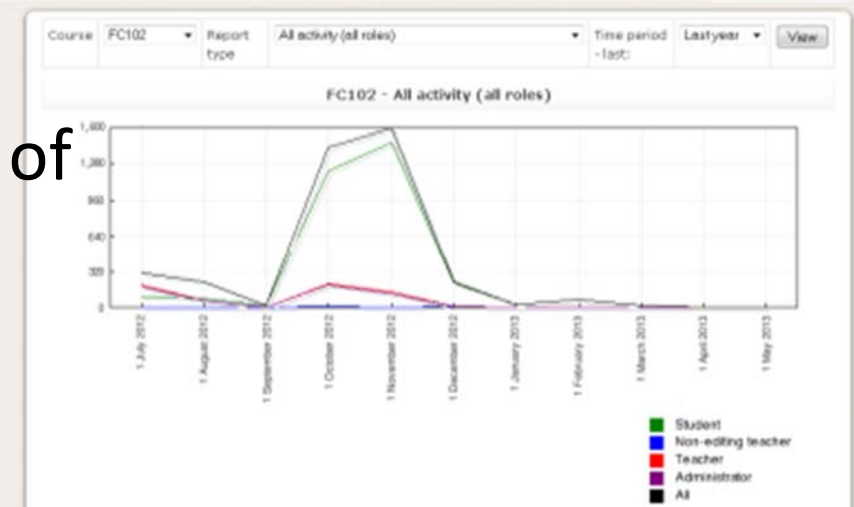 Course FC102 Report type All activity (all roles) Time period - last: Last year View
FC102 - All activity (all roles)
of
1,600
1,280
960
640
320
0
1 July 2012
1 August 2012
1 September 2012
1 October 2012
1 November 2012
1 December 2012
1 January 2013
1 February 2013
1 March 2013
1 April 2013
1 May 2013
Student
Non-editing teacher
Teacher
Administrator
All